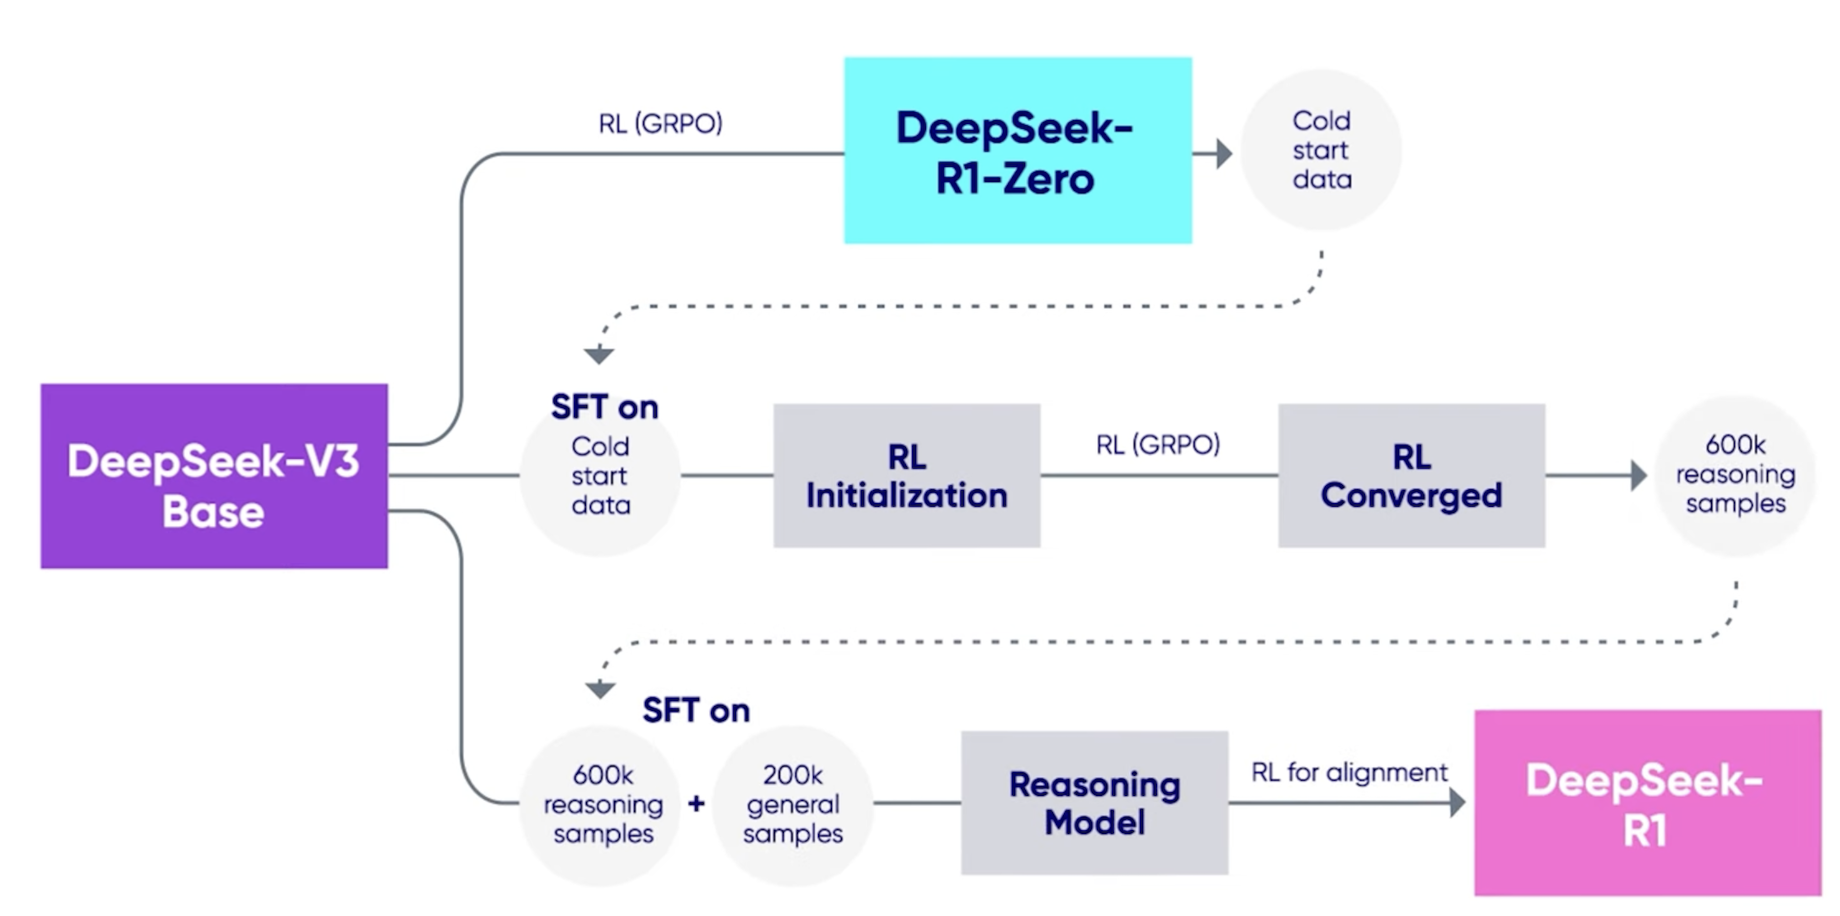 RL (GRPO)
DeepSeek-
R1-Zero
Cold
start
data
DeepSeek-V3
Base
SFT on
Cold
start
data
RL
Initialization
RL (GRPO)
RL
Converged
600k
reasoning
samples
SFT on
600k
reasoning
samples
+
200k
general
samples
Reasoning
Model
RL for alignment
DeepSeek-
R1